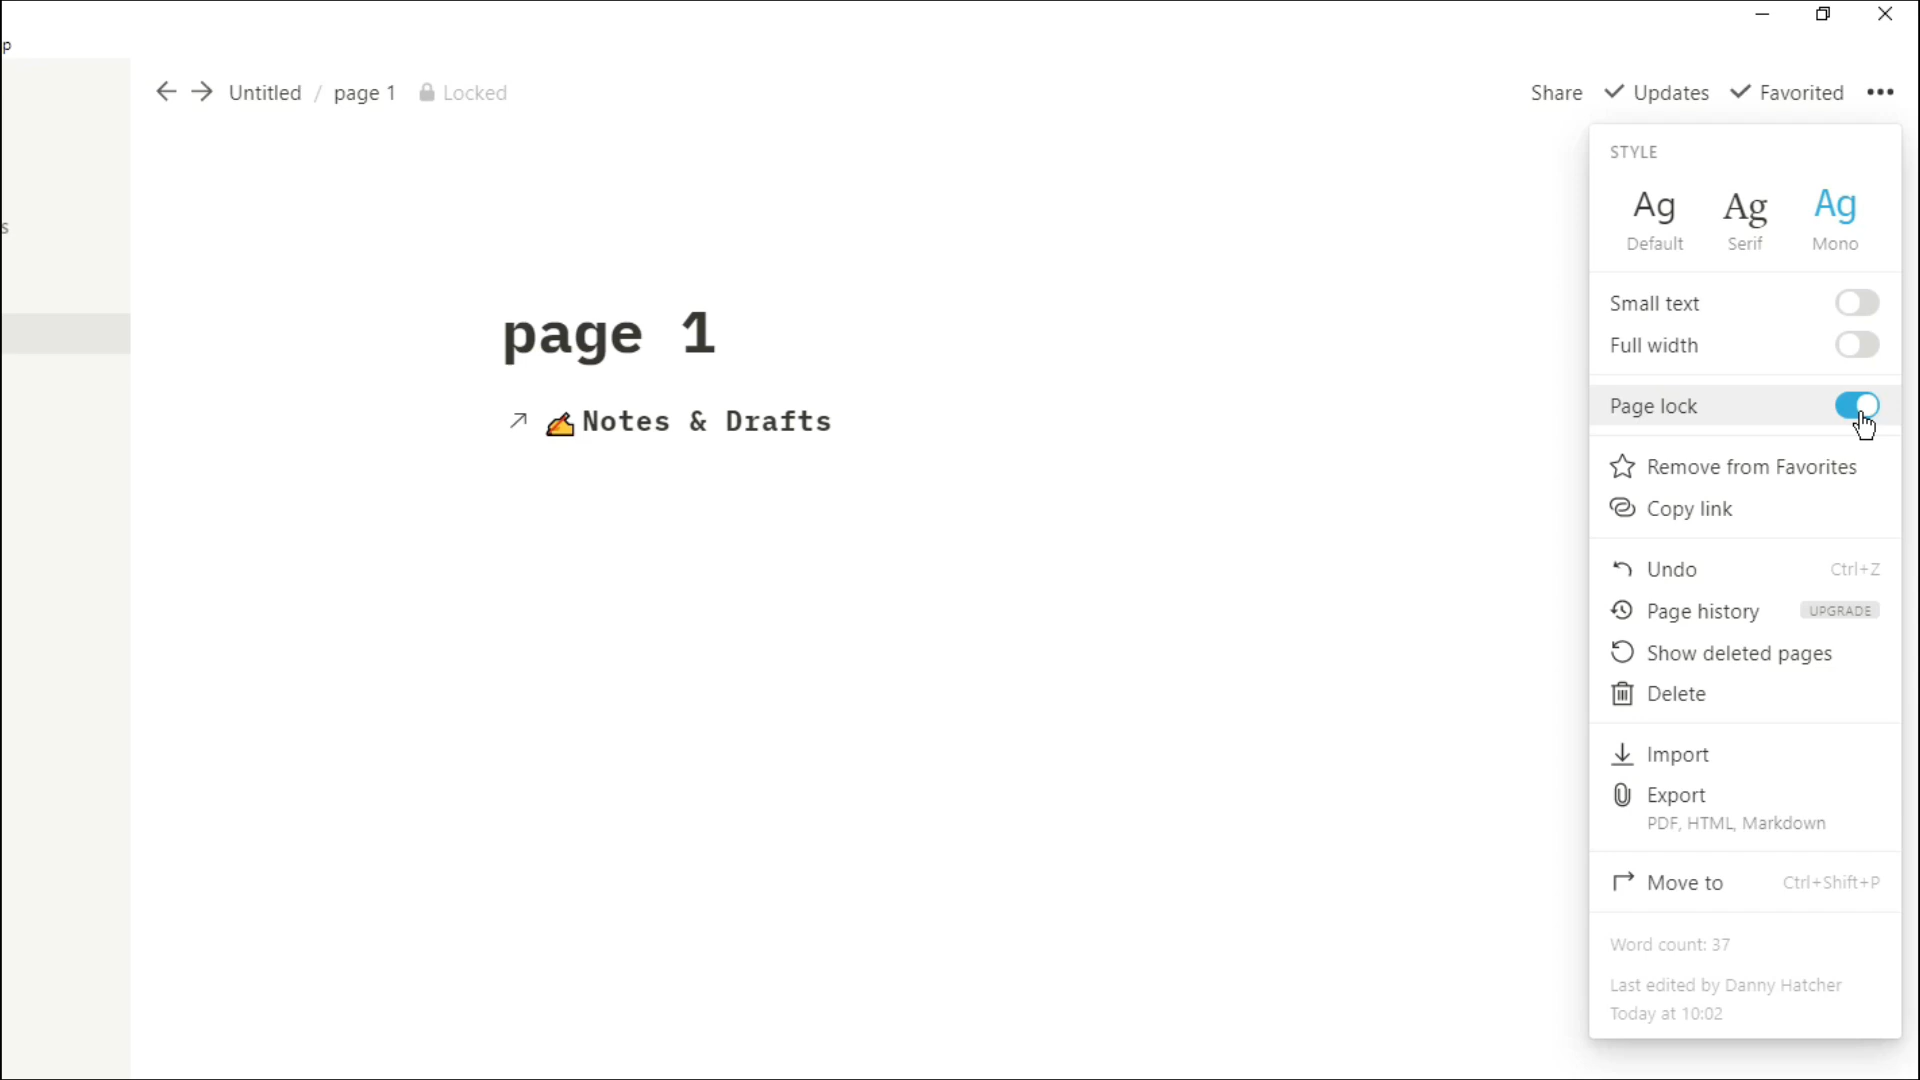 p
Untitled / page 1 Locked
Share Updates Favorited •••
s
page 1
Notes & Drafts
STYLE
Ag Ag Ag
Default Serif Mono
Small text
Full width
Page lock
Remove from Favorites
Copy link
Undo Ctrl+Z
Page history UPGRADE
Show deleted pages
Delete
Import
Export
PDF, HTML, Markdown
Move to Ctrl+Shift+P
Word count: 37
Last edited by Danny Hatcher
Today at 10:02